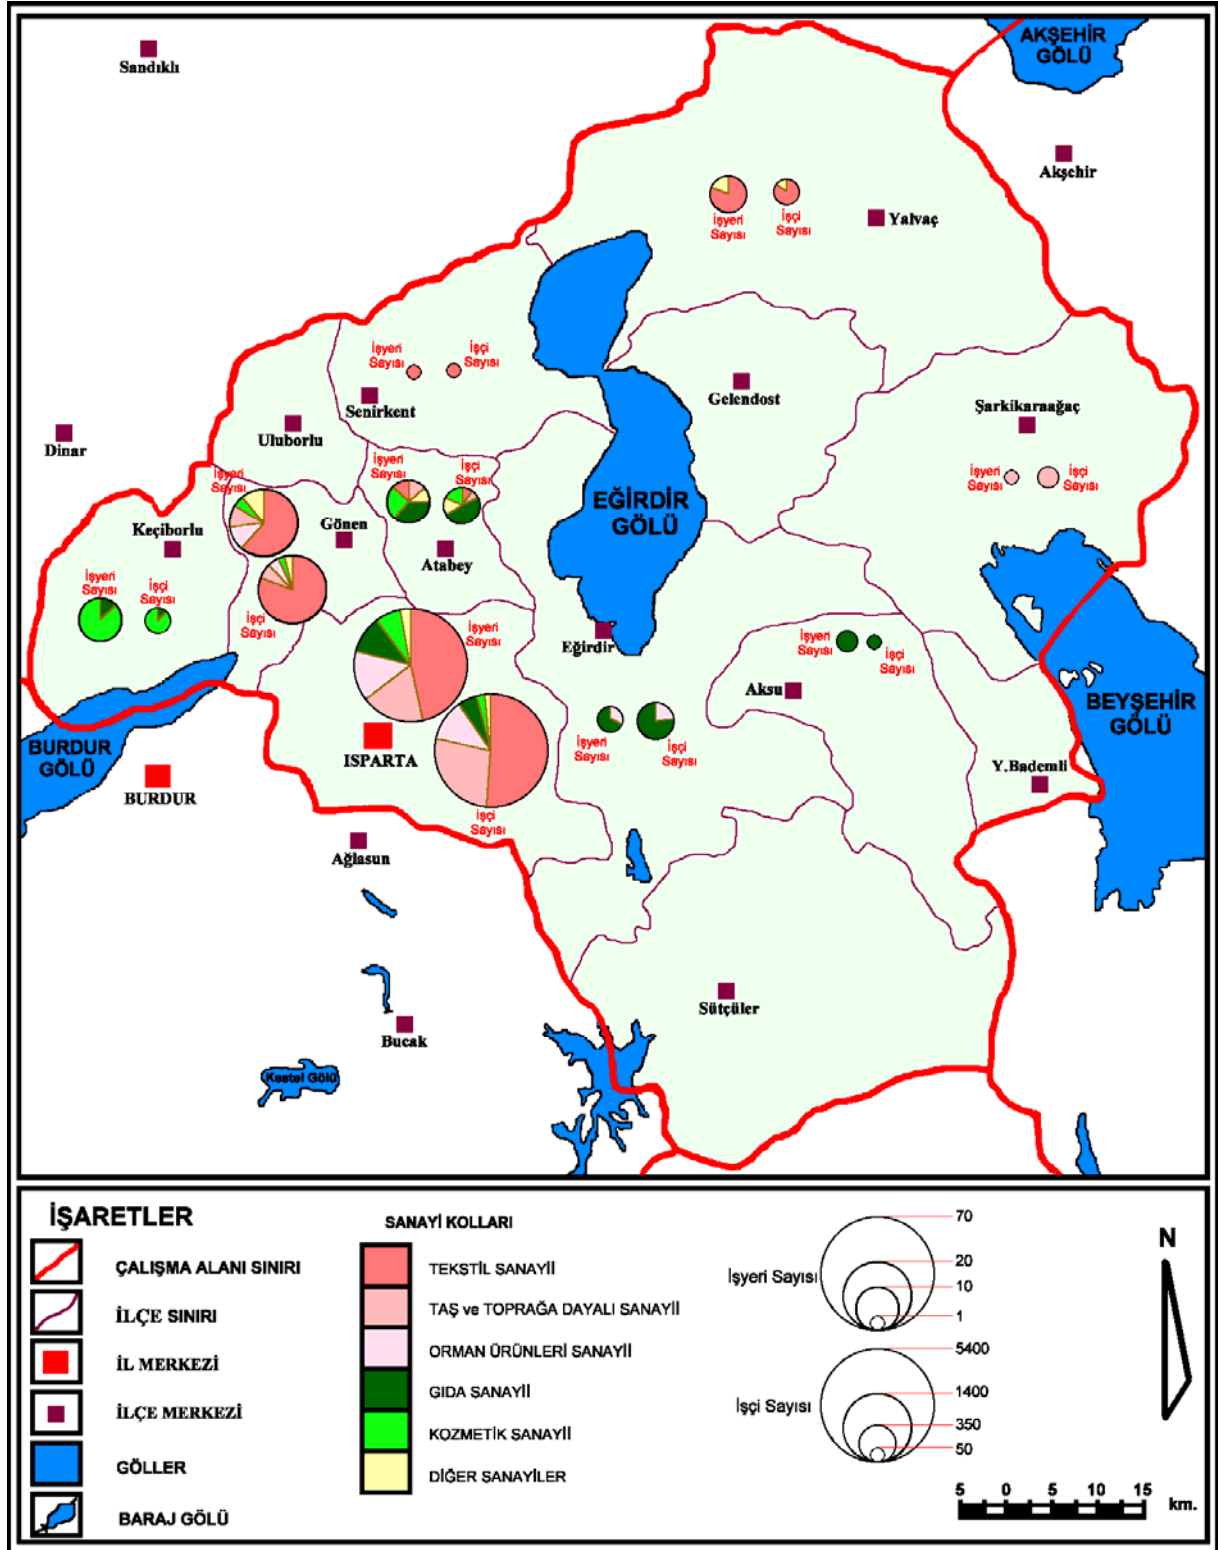 AKŞEHİR
GÖLÜ
Sandıklı
Akşehir
İşyeri
Sayısı
İşçi
Sayısı
Yalvaç
İşyeri
Sayısı
İşçi
Sayısı
Senirkent
Gelendost
Şarkikaraağaç
Uluborlu
Dinar
İşyeri
Sayısı
İşçi
Sayısı
İşyeri
Sayısı
İşçi
Sayısı
İşyeri
Sayısı
EĞİRDİR
GÖLÜ
Keçiborlu
Gönen
Atabey
İşyeri
Sayısı
İşçi
Sayısı
İşçi
Sayısı
İşyeri
Sayısı
Eğirdir
İşyeri
Sayısı
İşçi
Sayısı
Aksu
BEYŞEHİR
GÖLÜ
BURDUR
GÖLÜ
ISPARTA
İşyeri
Sayısı
İşçi
Sayısı
Y.Bademli
BURDUR
İşçi
Sayısı
Ağlasun
Sütçüler
Bucak
Kestel Gölü
İŞARETLER
ÇALIŞMA ALANI SINIRI
İLÇE SINIRI
İL MERKEZİ
İLÇE MERKEZİ
GÖLLER
BARAJ GÖLÜ
SANAYİ KOLLARI
TEKSTİL SANAYİİ
TAŞ ve TOPRAĞA DAYALI SANAYİİ
ORMAN ÜRÜNLERİ SANAYİİ
GIDA SANAYİİ
KOZMETİK SANAYİİ
DİĞER SANAYİLER
İşyeri Sayısı
70
20
10
1
İşçi Sayısı
5400
1400
350
50
N
5 0 5 10 15 km.